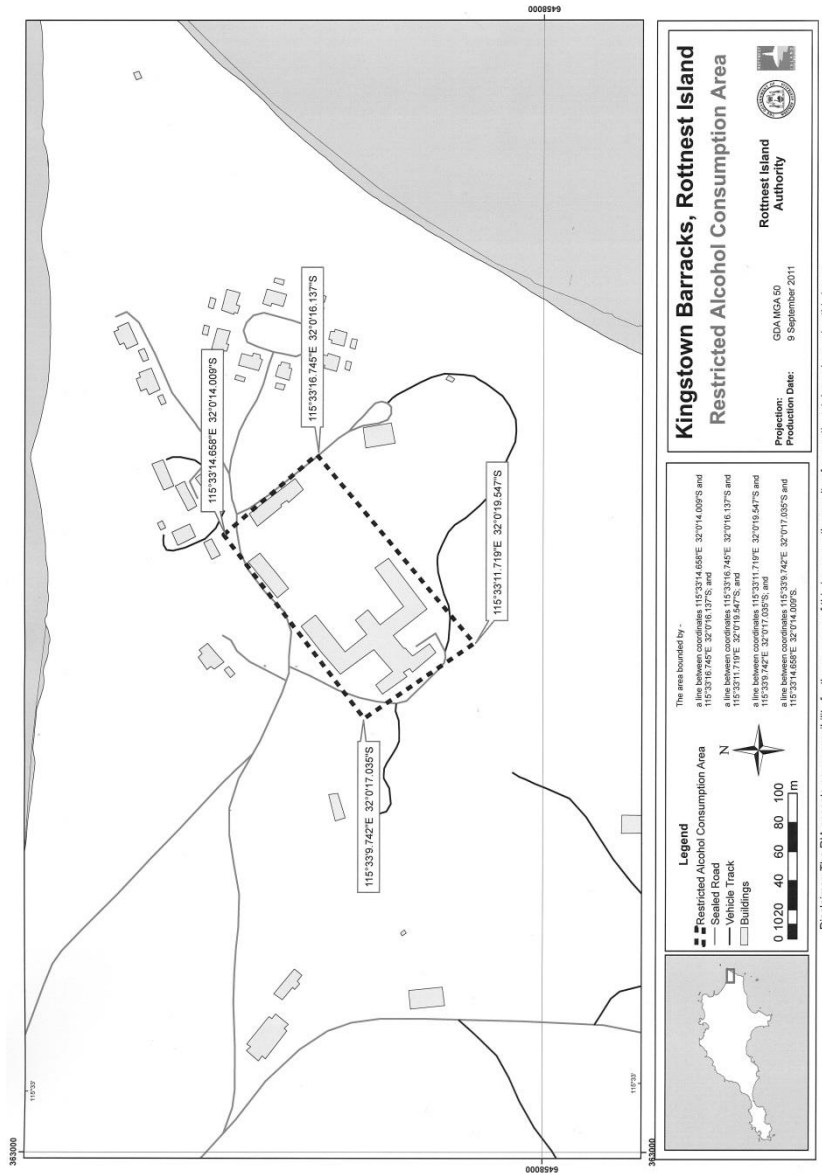 363000
6458000
115°33'
115°33'14.658"E 32°0'14.009"S
115°33'16.745"E 32°0'16.137"S
115°33'9.742"E 32°0'17.035"S
115°33'11.719"E 32°0'19.547"S
115°33'
363000
6458000
Legend
Restricted Alcohol Consumption Area
Sealed Road
Vehicle Track
Buildings
N
0 1020 40 60 80 100
m
The area bounded by -
a line between coordinates 115°33'14.658"E 32°0'14.009"S and
115°33'16.745"E 32°0'16.137"S; and
a line between coordinates 115°33'16.745"E 32°0'16.137"S and
115°33'11.719"E 32°0'19.547"S; and
a line between coordinates 115°33'11.719"E 32°0'19.547"S and
115°33'9.742"E 32°0'17.035"S; and
a line between coordinates 115°33'9.742"E 32°0'17.035"S and
115°33'14.658"E 32°0'14.009"S.
Kingstown Barracks, Rottnest Island
Restricted Alcohol Consumption Area
Projection: GDA MGA 50
Production Date: 9 September 2011
Rottnest Island
Authority